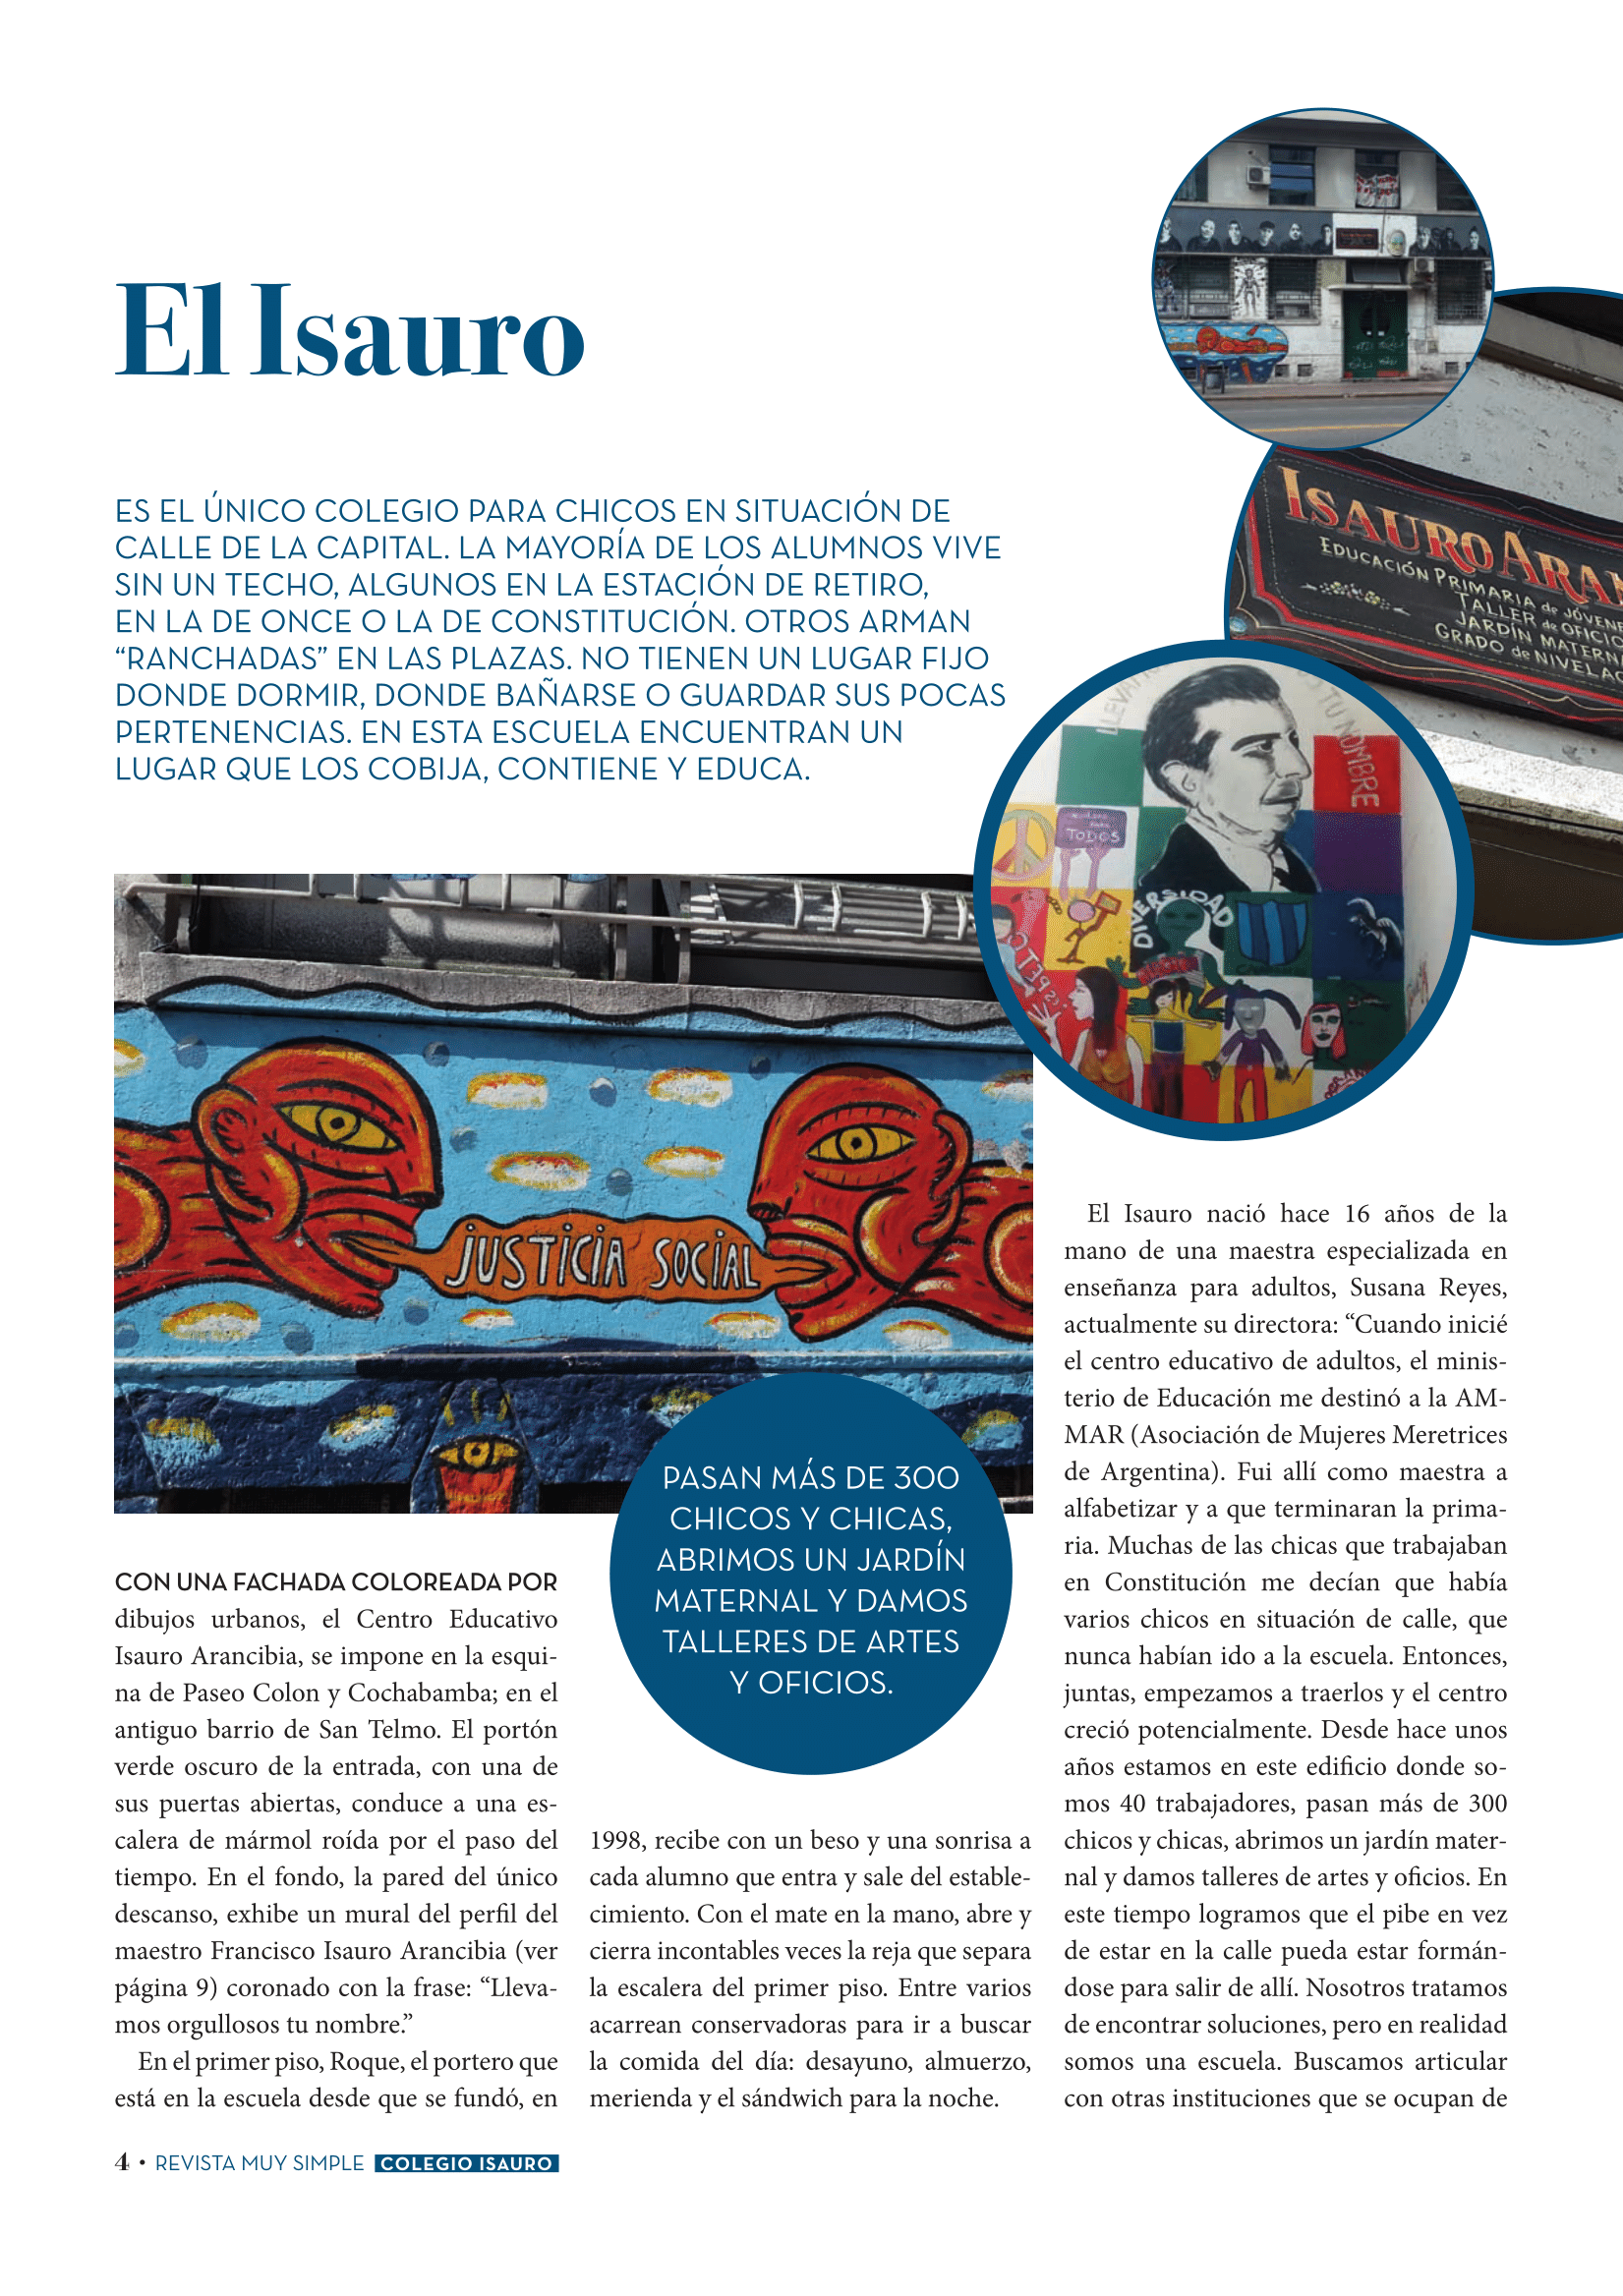 El Isauro
ES EL ÚNICO COLEGIO PARA CHICOS EN SITUACIÓN DE
CALLE DE LA CAPITAL. LA MAYORÍA DE LOS ALUMNOS VIVE
SIN UN TECHO, ALGUNOS EN LA ESTACIÓN DE RETIRO,
EN LA DE ONCE O LA DE CONSTITUCIÓN. OTROS ARMAN
“RANCHADAS” EN LAS PLAZAS. NO TIENEN UN LUGAR FIJO
DONDE DORMIR, DONDE BAÑARSE O GUARDAR SUS POCAS
PERTENENCIAS. EN ESTA ESCUELA ENCUENTRAN UN
LUGAR QUE LOS COBIJA, CONTIENE Y EDUCA.
ISAURO ARAN
EDUCACIÓN PRIMARIA de JÓVENE
TALLER de OFICIO
JARDÍN MATERNA
GRADO de NIVELAC
TU NOMBRE
TODOS
DIVERSIDAD
JUSTICIA SOCIAL
PASAN MÁS DE 300
CHICOS Y CHICAS,
ABRIMOS UN JARDÍN
MATERNAL Y DAMOS
TALLERES DE ARTES
Y OFICIOS.
CON UNA FACHADA COLOREADA POR
dibujos urbanos, el Centro Educativo
Isauro Arancibia, se impone en la esqui-
na de Paseo Colon y Cochabamba; en el
antiguo barrio de San Telmo. El portón
verde oscuro de la entrada, con una de
sus puertas abiertas, conduce a una es-
calera de mármol roída por el paso del
tiempo. En el fondo, la pared del único
descanso, exhibe un mural del perfil del
maestro Francisco Isauro Arancibia (ver
página 9) coronado con la frase: “Lleva-
mos orgullosos tu nombre.”
En el primer piso, Roque, el portero que
está en la escuela desde que se fundó, en
1998, recibe con un beso y una sonrisa a
cada alumno que entra y sale del estable-
cimiento. Con el mate en la mano, abre y
cierra incontables veces la reja que separa
la escalera del primer piso. Entre varios
acarrean conservadoras para ir a buscar
la comida del día: desayuno, almuerzo,
merienda y el sándwich para la noche.
El Isauro nació hace 16 años de la
mano de una maestra especializada en
enseñanza para adultos, Susana Reyes,
actualmente su directora: “Cuando inicié
el centro educativo de adultos, el minis-
terio de Educación me destinó a la AM-
MAR (Asociación de Mujeres Meretrices
de Argentina). Fui allí como maestra a
alfabetizar y a que terminaran la prima-
ria. Muchas de las chicas que trabajaban
en Constitución me decían que había
varios chicos en situación de calle, que
nunca habían ido a la escuela. Entonces,
juntas, empezamos a traerlos y el centro
creció potencialmente. Desde hace unos
años estamos en este edificio donde so-
mos 40 trabajadores, pasan más de 300
chicos y chicas, abrimos un jardín mater-
nal y damos talleres de artes y oficios. En
este tiempo logramos que el pibe en vez
de estar en la calle pueda estar formán-
dose para salir de allí. Nosotros tratamos
de encontrar soluciones, pero en realidad
somos una escuela. Buscamos articular
con otras instituciones que se ocupan de
4 • REVISTA MUY SIMPLE COLEGIO ISAURO